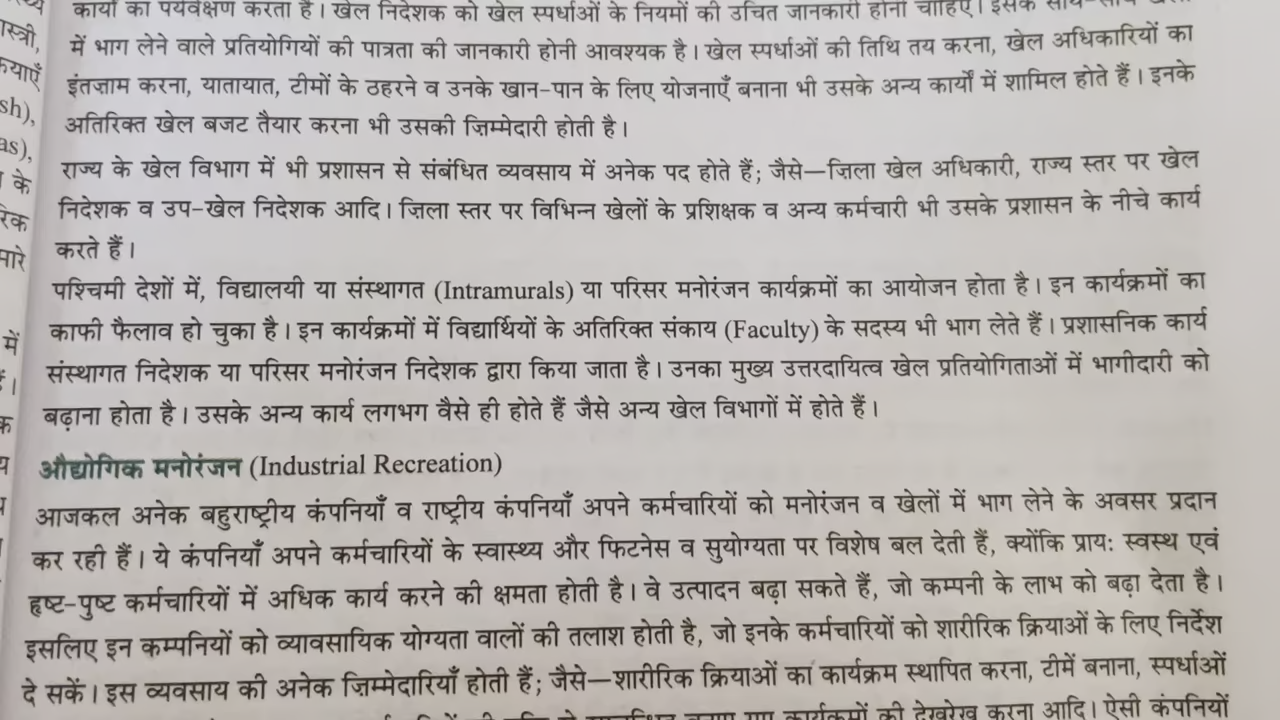 कार्यों का पर्यवेक्षण करता है। खेल निदेशक को खेल स्पर्धाओं के नियमों की उचित जानकारी होनी चाहिए। इसके
में भाग लेने वाले प्रतियोगियों की पात्रता की जानकारी होनी आवश्यक है। खेल स्पर्धाओं की तिथि तय करना, खेल अधिकारियों का
इंतज़ाम करना, यातायात, टीमों के ठहरने व उनके खान-पान के लिए योजनाएँ बनाना भी उसके अन्य कार्यों में शामिल होते हैं। इनके
अतिरिक्त खेल बजट तैयार करना भी उसकी ज़िम्मेदारी होती है।
राज्य के खेल विभाग में भी प्रशासन से संबंधित व्यवसाय में अनेक पद होते हैं; जैसे—ज़िला खेल अधिकारी, राज्य स्तर पर खेल
निदेशक व उप-खेल निदेशक आदि। ज़िला स्तर पर विभिन्न खेलों के प्रशिक्षक व अन्य कर्मचारी भी उसके प्रशासन के नीचे कार्य
करते हैं।
पश्चिमी देशों में, विद्यालयी या संस्थागत (Intramurals) या परिसर मनोरंजन कार्यक्रमों का आयोजन होता है। इन कार्यक्रमों का
काफी फैलाव हो चुका है। इन कार्यक्रमों में विद्यार्थियों के अतिरिक्त संकाय (Faculty) के सदस्य भी भाग लेते हैं। प्रशासनिक कार्य
संस्थागत निदेशक या परिसर मनोरंजन निदेशक द्वारा किया जाता है। उनका मुख्य उत्तरदायित्व खेल प्रतियोगिताओं में भागीदारी को
बढ़ाना होता है। उसके अन्य कार्य लगभग वैसे ही होते हैं जैसे अन्य खेल विभागों में होते हैं।
औद्योगिक मनोरंजन (Industrial Recreation)
आजकल अनेक बहुराष्ट्रीय कंपनियाँ व राष्ट्रीय कंपनियाँ अपने कर्मचारियों को मनोरंजन व खेलों में भाग लेने के अवसर प्रदान
कर रही हैं। ये कंपनियाँ अपने कर्मचारियों के स्वास्थ्य और फिटनेस व सुयोग्यता पर विशेष बल देती हैं, क्योंकि प्राय: स्वस्थ एवं
हृष्ट-पुष्ट कर्मचारियों में अधिक कार्य करने की क्षमता होती है। वे उत्पादन बढ़ा सकते हैं, जो कम्पनी के लाभ को बढ़ा देता है।
इसलिए इन कम्पनियों को व्यावसायिक योग्यता वालों की तलाश होती है, जो इनके कर्मचारियों को शारीरिक क्रियाओं के लिए निर्देश
दे सकें। इस व्यवसाय की अनेक ज़िम्मेदारियाँ होती हैं; जैसे—शारीरिक क्रियाओं का कार्यक्रम स्थापित करना, टीमें बनाना, स्पर्धाओं
कार्यक्रमों की देखरेख करना आदि। ऐसी कंपनियों